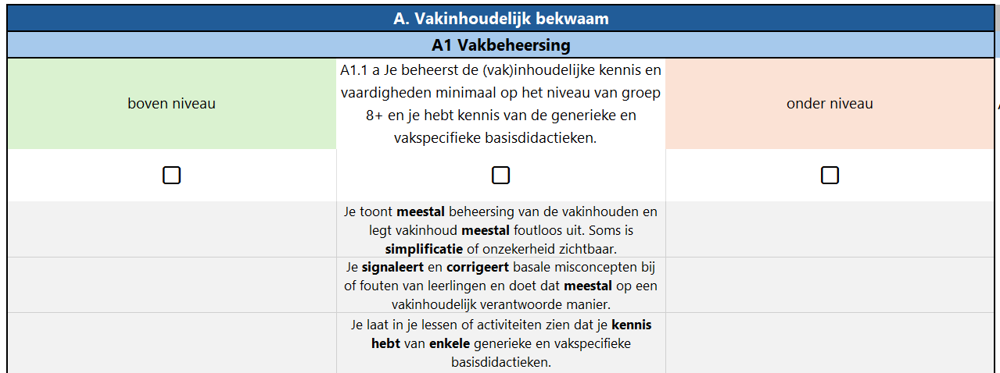 A. Vakinhoudelijk bekwaam
A1 Vakbeheersing
boven niveau
A1.1 a Je beheerst de (vak)inhoudelijke kennis en
vaardigheden minimaal op het niveau van groep
8+ en je hebt kennis van de generieke en
vakspecifieke basisdidactieken.
onder niveau
Je toont meestal beheersing van de vakinhouden en
legt vakinhoud meestal foutloos uit. Soms is
simplificatie of onzekerheid zichtbaar.
Je signaleert en corrigeert basale misconcepten bij
of fouten van leerlingen en doet dat meestal op een
vakinhoudelijk verantwoorde manier.
Je laat in je lessen of activiteiten zien dat je kennis
hebt van enkele generieke en vakspecifieke
basisdidactieken.